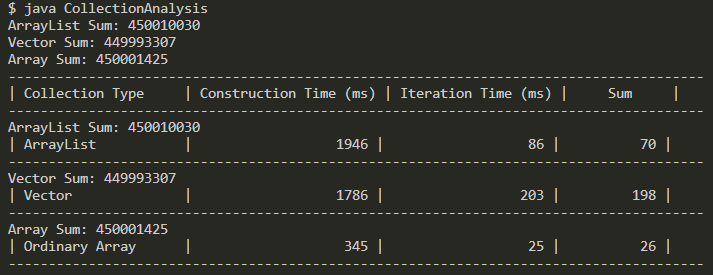 $ java CollectionAnalysis
ArrayList Sum: 450010030
Vector Sum: 449993307
Array Sum: 450001425
---------------------------------------------------------------------------------------
| Collection Type     | Construction Time (ms) | Iteration Time (ms) |     Sum     |
---------------------------------------------------------------------------------------
ArrayList Sum: 450010030
| ArrayList           |                   1946 |                  86 |          70 |
---------------------------------------------------------------------------------------
Vector Sum: 449993307
| Vector              |                   1786 |                 203 |         198 |
---------------------------------------------------------------------------------------
Array Sum: 450001425
| Ordinary Array      |                    345 |                  25 |          26 |
---------------------------------------------------------------------------------------